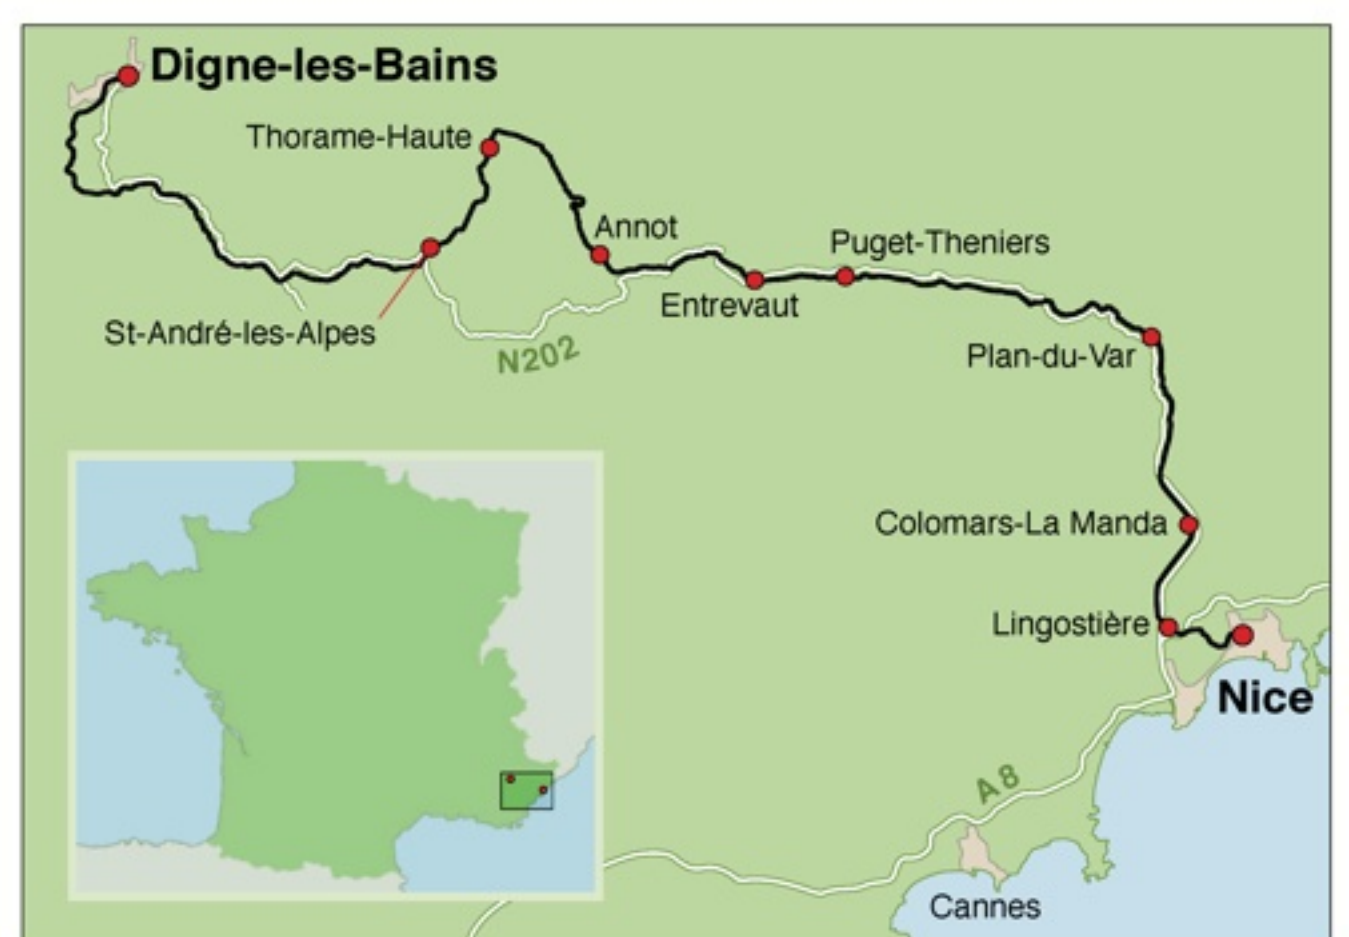 Digne-les-Bains
Thorame-Haute
Annot
Puget-Theniers
Entrevaut
St-André-les-Alpes
N202
Plan-du-Var
Colomars-La Manda
Lingostière
Nice
A8
Cannes